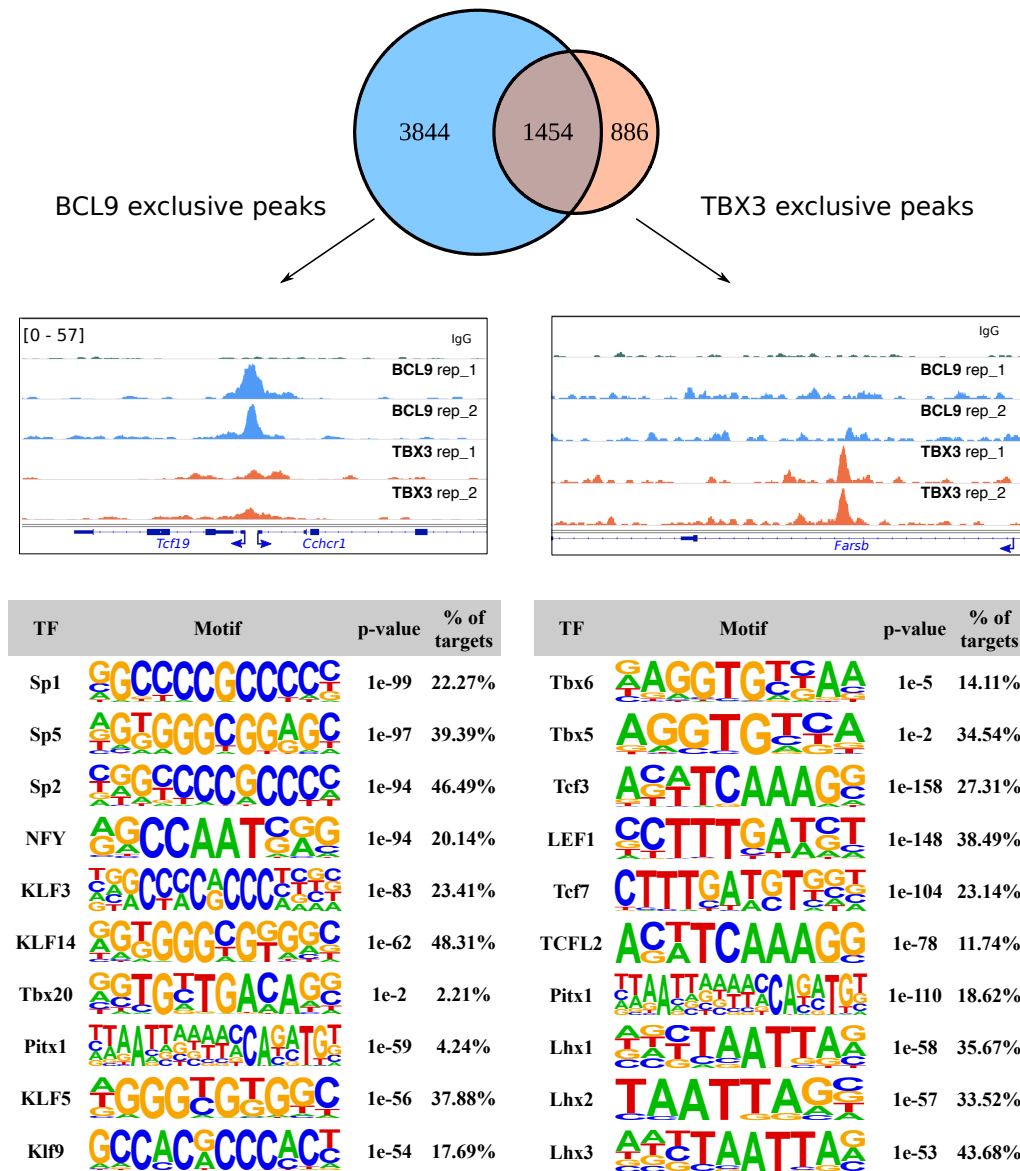 3844
1454
886
BCL9 exclusive peaks
TBX3 exclusive peaks
[0 - 57]
IgG
BCL9 rep_1
BCL9 rep_2
TBX3 rep_1
TBX3 rep_2
Tcf19
Cchcr1
IgG
BCL9 rep_1
BCL9 rep_2
TBX3 rep_1
TBX3 rep_2
Farsb
TF Motif p-value % of targets
Sp1 1e-99 22.27%
Sp5 1e-97 39.39%
Sp2 1e-94 46.49%
NFY 1e-94 20.14%
KLF3 1e-83 23.41%
KLF14 1e-62 48.31%
Tbx20 1e-2 2.21%
Pitx1 1e-59 4.24%
KLF5 1e-56 37.88%
Klf9 1e-54 17.69%
TF Motif p-value % of targets
Tbx6 1e-5 14.11%
Tbx5 1e-2 34.54%
Tcf3 1e-158 27.31%
LEF1 1e-148 38.49%
Tcf7 1e-104 23.14%
TCFL2 1e-78 11.74%
Pitx1 1e-110 18.62%
Lhx1 1e-58 35.67%
Lhx2 1e-57 33.52%
Lhx3 1e-53 43.68%